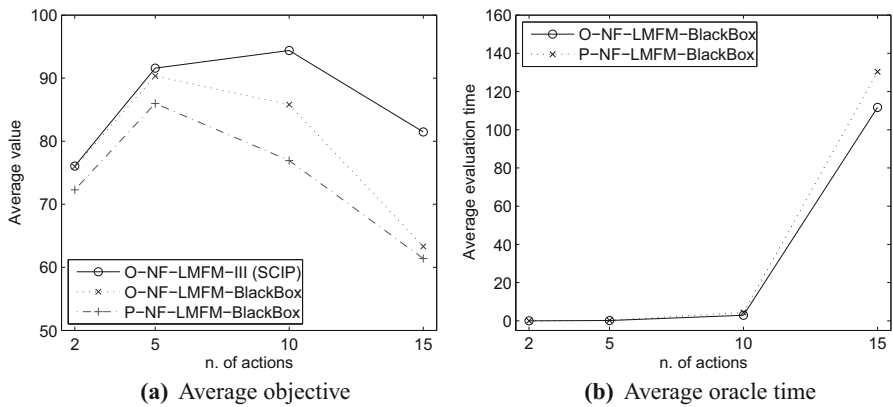 100
90
80
70
60
50
Average value
O−NF−LMFM−III (SCIP)
O−NF−LMFM−BlackBox
P−NF−LMFM−BlackBox
2 5 10 15
n. of actions
(a) Average objective
160
140
120
100
80
60
40
20
0
Average evaluation time
O−NF−LMFM−BlackBox
P−NF−LMFM−BlackBox
2 5 10 15
n. of actions
(b) Average oracle time